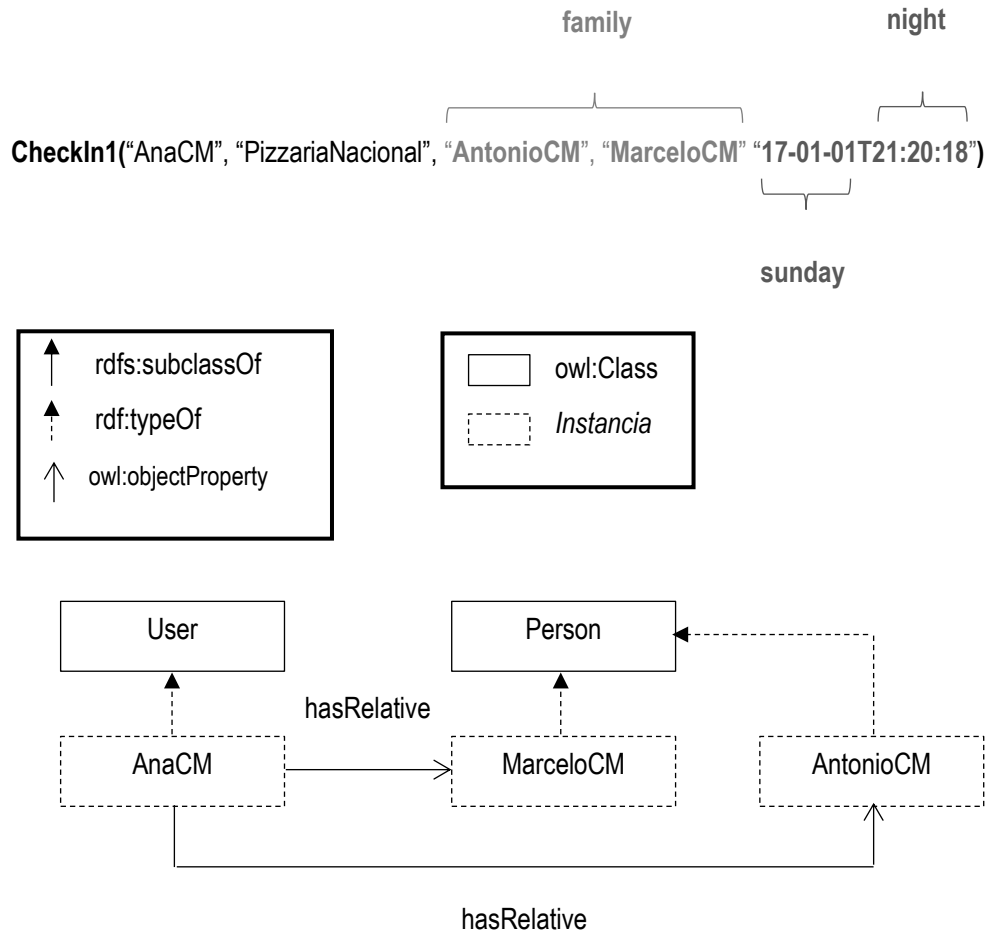 family night
CheckIn1(“AnaCM”, “PizzariaNacional”, “AntonioCM”, “MarceloCM” “17-01-01T21:20:18”)
sunday
rdfs:subclassOf
rdf:typeOf
owl:objectProperty
owl:Class
Instancia
User
Person
hasRelative
AnaCM
MarceloCM
AntonioCM
hasRelative